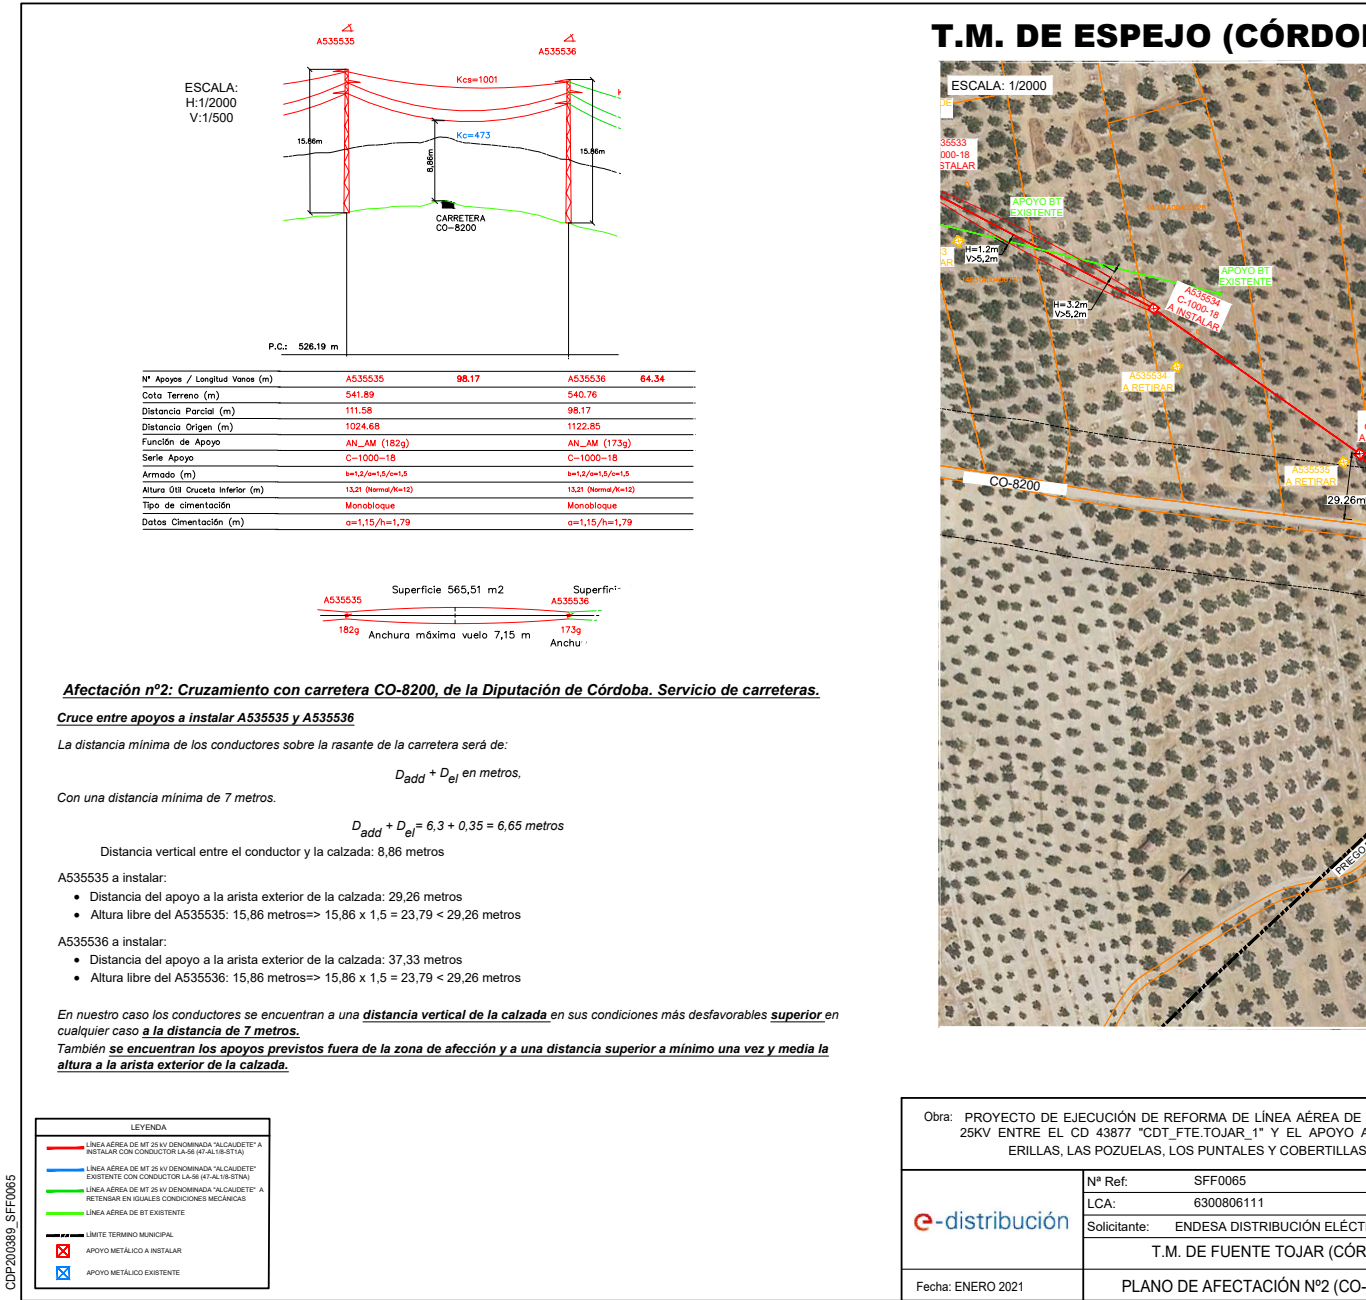 A535535
A535536
ESCALA:
H:1/2000
V:1/500
Kcs=1001
Kc=473
15.86m
8,86m
15.86m
CARRETERA
CO-8200
P.C.: 526.19 m
Nº Apoyos / Longitud Vanos (m) A535535 98.17 A535536 64.34
Cota Terreno (m) 541.89 540.76
Distancia Parcial (m) 111.58 98.17
Distancia Origen (m) 1024.68 1122.85
Función de Apoyo AN_AM (182g) AN_AM (173g)
Serie Apoyo C-1000-18 C-1000-18
Armado (m) b=1,2/a=1,5/c=1,5 b=1,2/a=1,5/c=1,5
Altura Útil Cruceta Inferior (m) 13,21 (Normal/K=12) 13,21 (Normal/K=12)
Tipo de cimentación Monobloque Monobloque
Datos Cimentación (m) a=1,15/h=1,79 a=1,15/h=1,79
Superficie 565,51 m2 Superfici
A535535 A535536
182g Anchura máxima vuelo 7,15 m 173g
Anchu
Afectación nº2: Cruzamiento con carretera CO-8200, de la Diputación de Córdoba. Servicio de carreteras.
Cruce entre apoyos a instalar A535535 y A535536
La distancia mínima de los conductores sobre la rasante de la carretera será de:
Dadd + Del en metros,
Con una distancia mínima de 7 metros.
Dadd + Del = 6,3 + 0,35 = 6,65 metros
Distancia vertical entre el conductor y la calzada: 8,86 metros
A535535 a instalar:
• Distancia del apoyo a la arista exterior de la calzada: 29,26 metros
• Altura libre del A535535: 15,86 metros=> 15,86 x 1,5 = 23,79 < 29,26 metros
A535536 a instalar:
• Distancia del apoyo a la arista exterior de la calzada: 37,33 metros
• Altura libre del A535536: 15,86 metros=> 15,86 x 1,5 = 23,79 < 29,26 metros
En nuestro caso los conductores se encuentran a una distancia vertical de la calzada en sus condiciones más desfavorables superior en
cualquier caso a la distancia de 7 metros.
También se encuentran los apoyos previstos fuera de la zona de afección y a una distancia superior a mínimo una vez y media la
altura a la arista exterior de la calzada.
LEYENDA
LÍNEA AÉREA DE MT 25 kV DENOMINADA "ALCAUDETE" A
INSTALAR CON CONDUCTOR LA-56 (47-AL1/8-ST1A)
LÍNEA AÉREA DE MT 25 kV DENOMINADA "ALCAUDETE"
EXISTENTE CON CONDUCTOR LA-56 (47-AL1/8-STNA)
LÍNEA AÉREA DE MT 25 kV DENOMINADA "ALCAUDETE" A
RETENSAR EN IGUALES CONDICIONES MECÁNICAS
LÍNEA AÉREA DE BT EXISTENTE
LÍMITE TERMINO MUNICIPAL
APOYO METÁLICO A INSTALAR
APOYO METÁLICO EXISTENTE
CDP200389_SFF0065
T.M. DE ESPEJO (CÓRDO
ESCALA: 1/2000
35533
000-18
STALAR
APOYO BT
EXISTENTE
H=1.2m
V>5,2m
APOYO BT
EXISTENTE
A535534
C-1000-18
A INSTALAR
H=3.2m
V>5,2m
A535534
A RETIRAR
CO-8200
A535535
A RETIRAR
29.26m
PRIEGO
Obra: PROYECTO DE EJECUCIÓN DE REFORMA DE LÍNEA AÉREA DE
25KV ENTRE EL CD 43877 "CDT_FTE.TOJAR_1" Y EL APOYO A
ERILLAS, LAS POZUELAS, LOS PUNTALES Y COBERTILLAS
e-distribución
Nª Ref: SFF0065
LCA: 6300806111
Solicitante: ENDESA DISTRIBUCIÓN ELÉCT
T.M. DE FUENTE TOJAR (CÓR
Fecha: ENERO 2021
PLANO DE AFECTACIÓN Nº2 (CO-